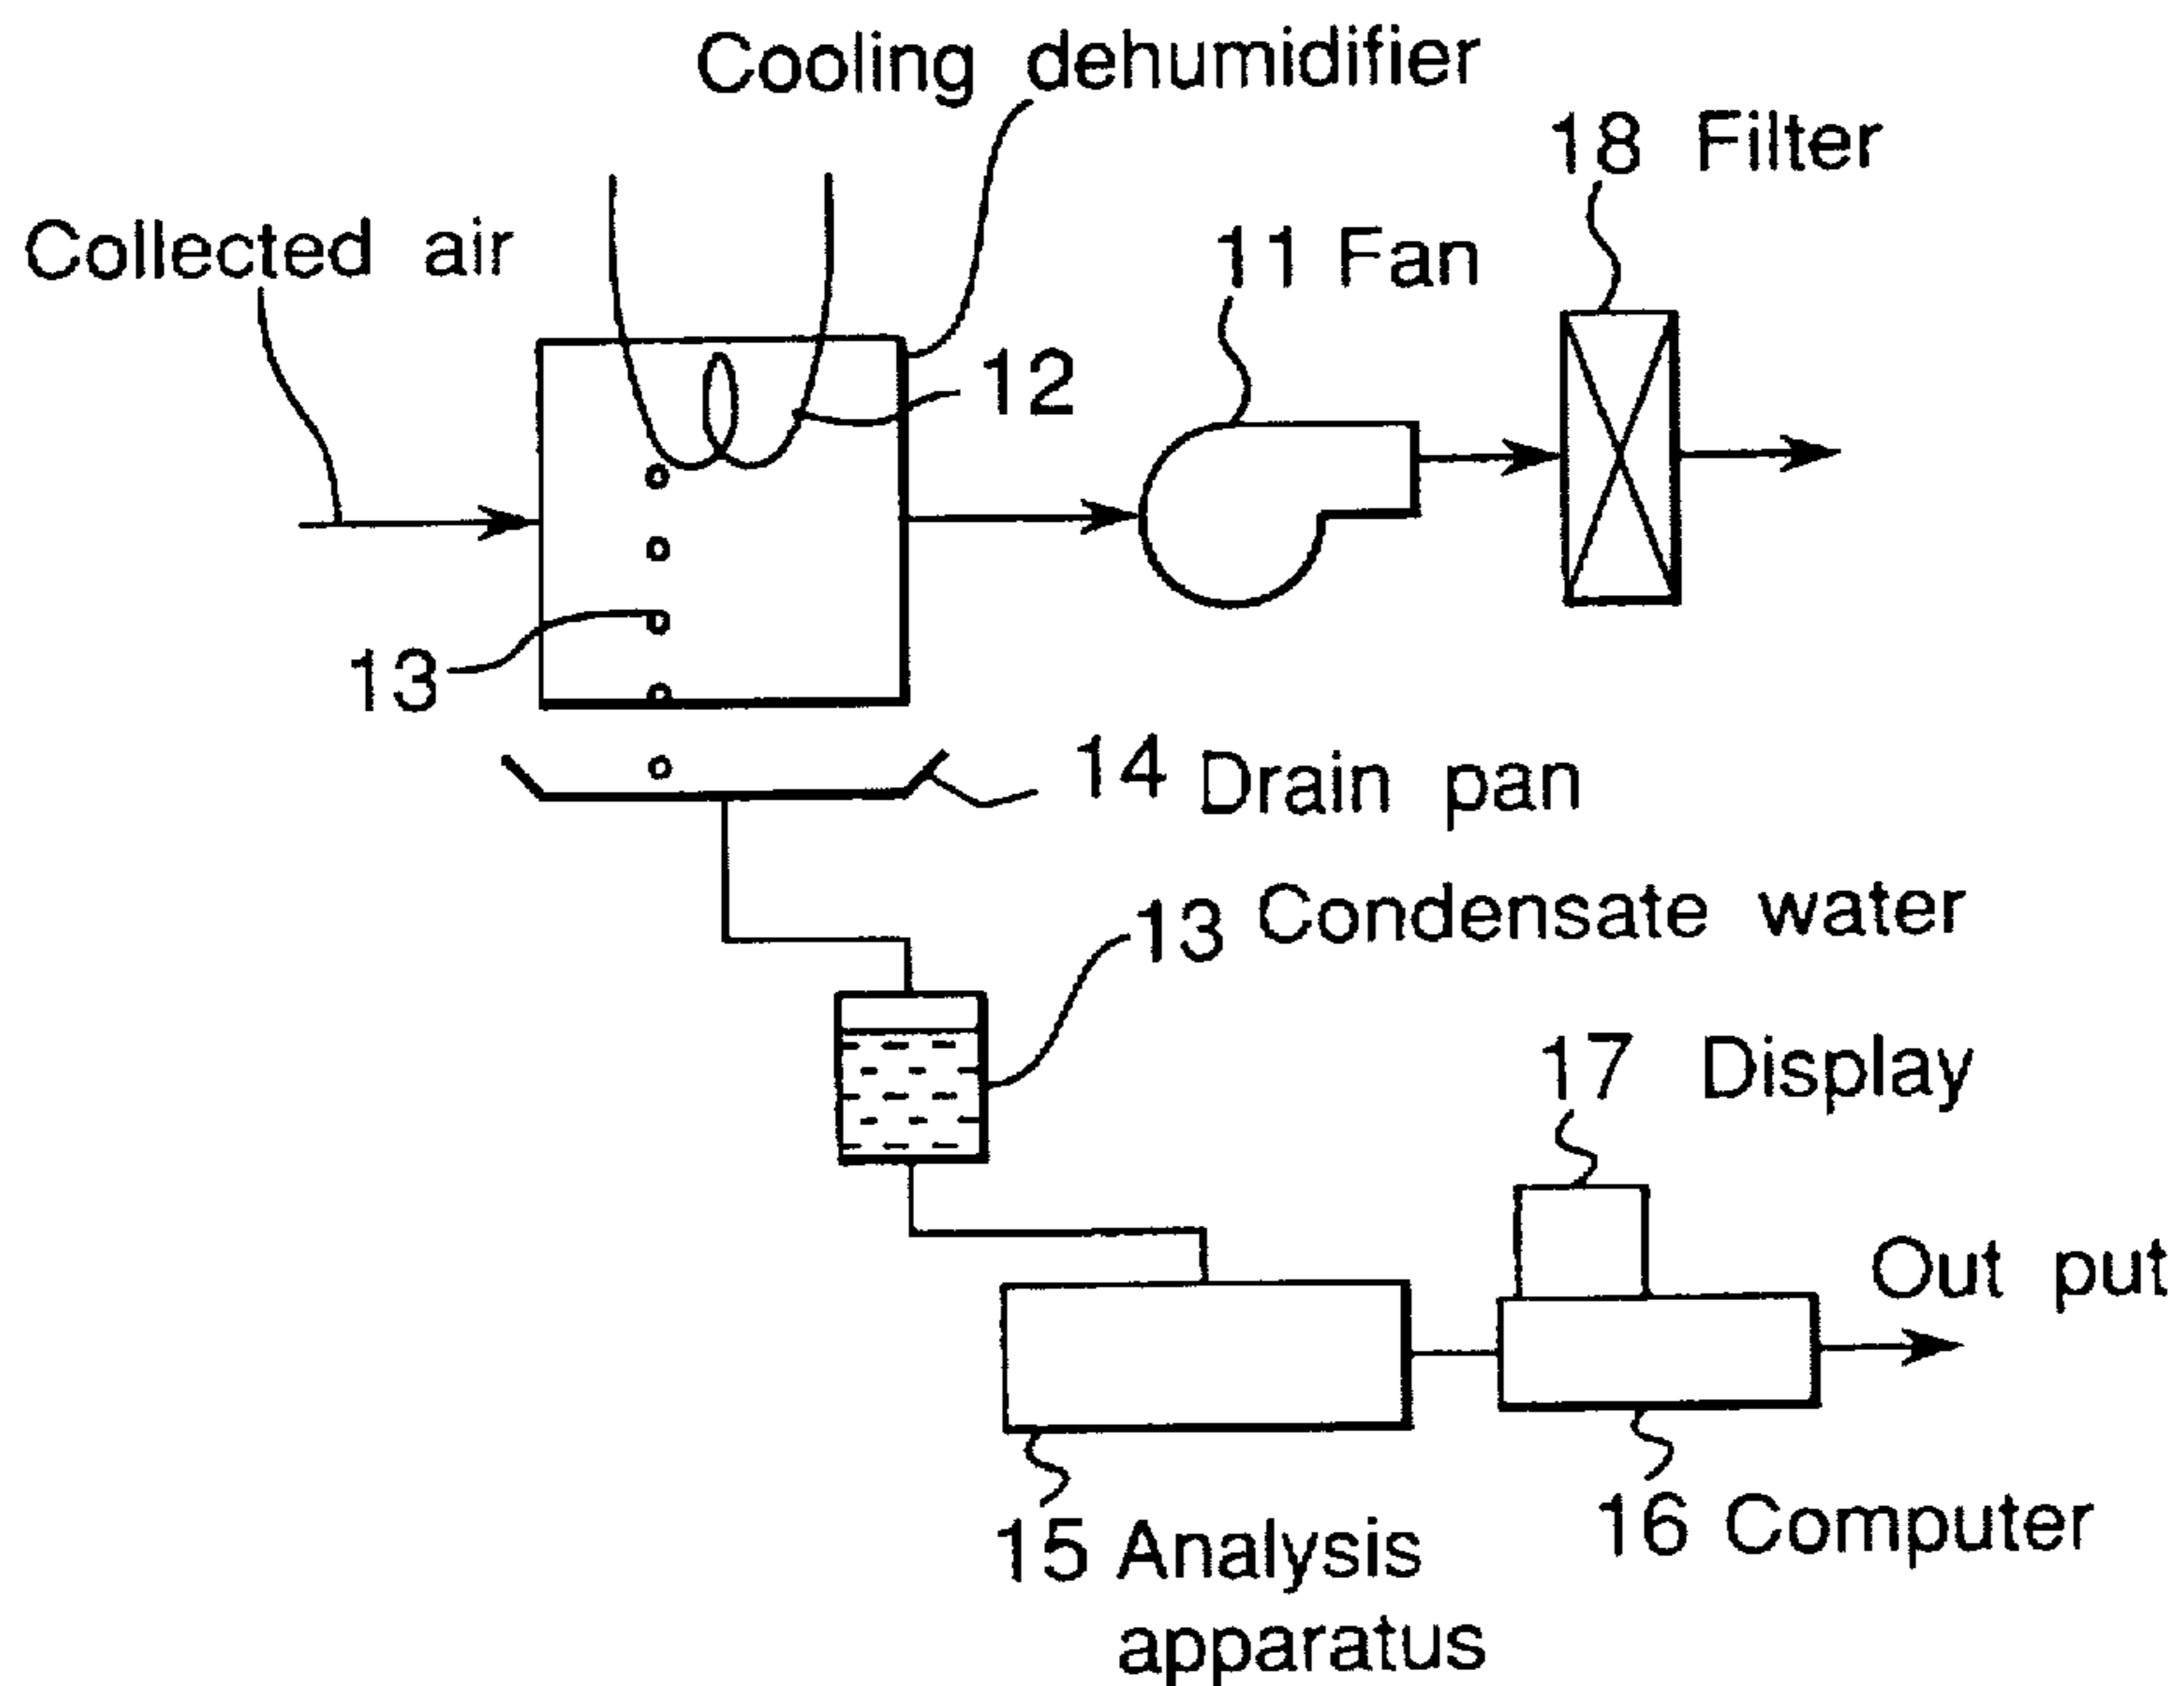 Cooling dehumidifier
18 Filter
Collected air
11 Fan
12
13
14 Drain pan
13 Condensate water
17 Display
Out put
16 Computer
15 Analysis
apparatus